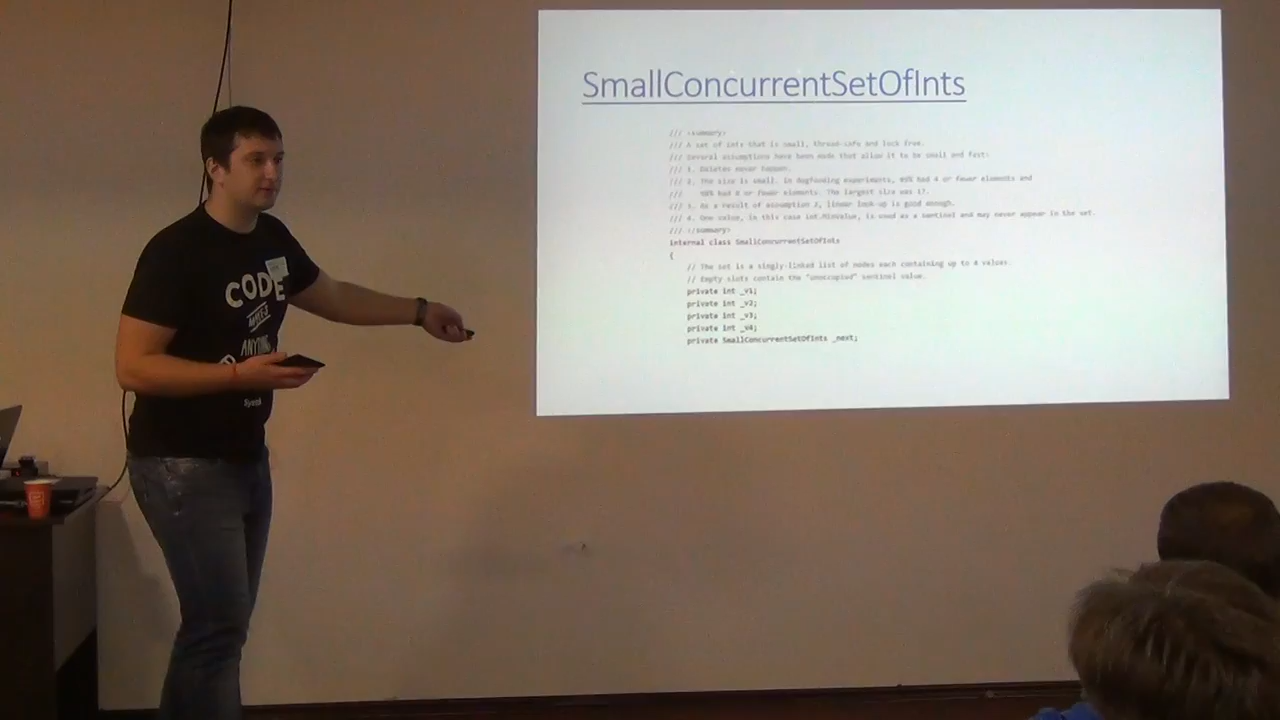 SmallConcurrentSetOfInts
/// <summary>
/// A set of ints that is small, thread-safe and lock free.
/// Several assumptions have been made that allow it to be small and fast:
/// 1. Deletes never happen.
/// 2. The size is small. In dogfooding experiments, 89% had 4 or fewer elements and
/// 98% had 8 or fewer elements. The largest size was 17.
/// 3. As a result of assumption 2, linear look-up is good enough.
/// 4. One value, in this case int.MinValue, is used as a sentinel and may never appear in the set.
/// </summary>
internal class SmallConcurrentSetOfInts
{
// The set is a singly-linked list of nodes each containing up to 4 values.
// Empty slots contain the "unoccupied" sentinel value.
private int _v1;
private int _v2;
private int _v3;
private int _v4;
private SmallConcurrentSetOfInts _next;
CODE
MAKES
ANYTHING